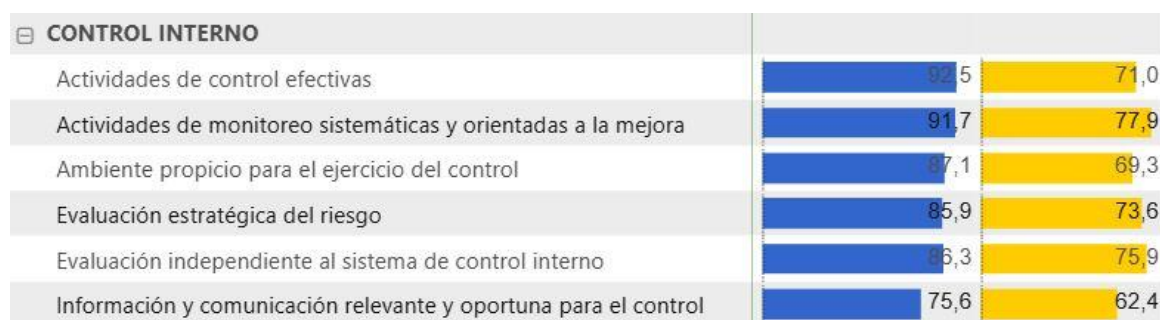 CONTROL INTERNO
Actividades de control efectivas 92,5 71,0
Actividades de monitoreo sistemáticas y orientadas a la mejora 91,7 77,9
Ambiente propicio para el ejercicio del control 87,1 69,3
Evaluación estratégica del riesgo 85,9 73,6
Evaluación independiente al sistema de control interno 86,3 75,9
Información y comunicación relevante y oportuna para el control 75,6 62,4